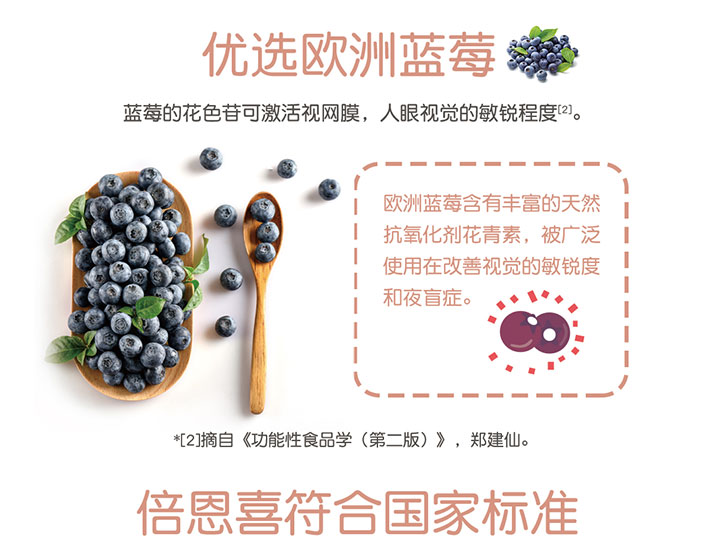 优选欧洲蓝莓
蓝莓的花色苷可激活视网膜，人眼视觉的敏锐程度[2]。
欧洲蓝莓含有丰富的天然
抗氧化剂花青素，被广泛
使用在改善视觉的敏锐度
和夜盲症。
*[2]摘自《功能性食品学（第二版）》，郑建仙。
倍恩喜符合国家标准